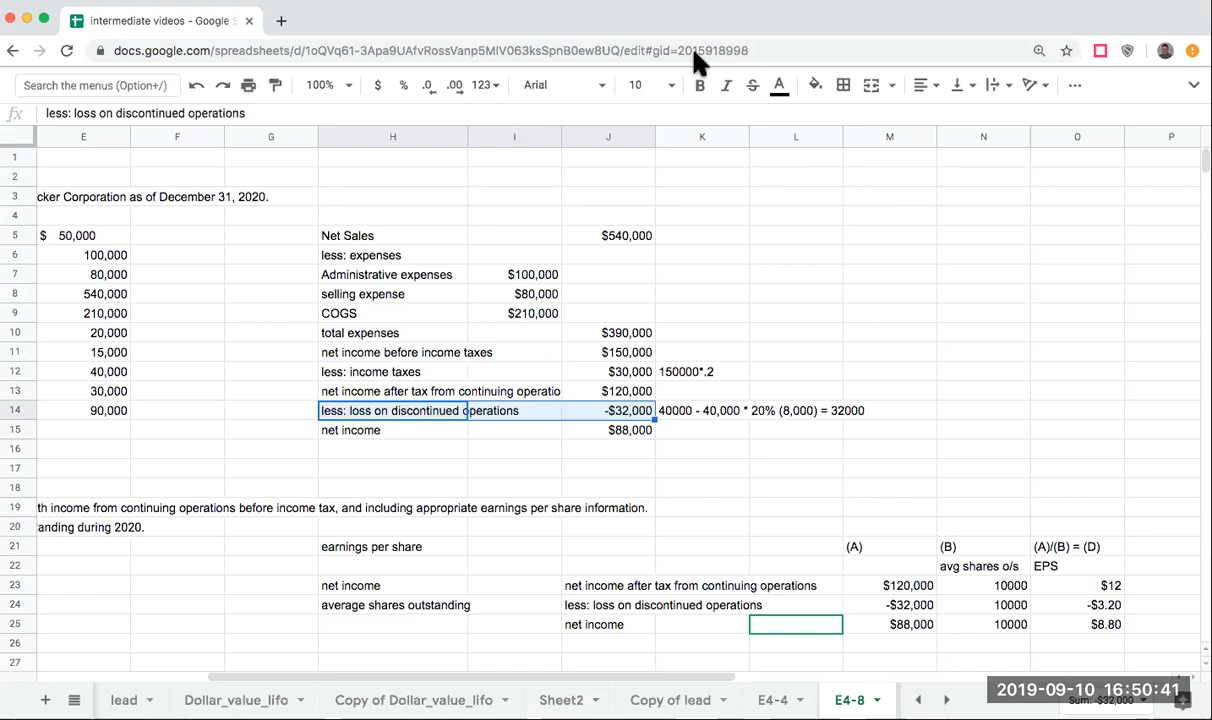 intermediate videos - Google S
docs.google.com/spreadsheets/d/1oQVq61-3Apa9UAfvRossVanp5MlV063ksSpnB0ew8UQ/edit#gid=2015918998
Search the menus (Option+/) 100% $ % .0 .00 123 Arial 10 B I S A
fx less: loss on discontinued operations
E F G H I J K L M N O P
1
2
3 cker Corporation as of December 31, 2020.
4
5 $ 50,000 Net Sales $540,000
6 100,000 less: expenses
7 80,000 Administrative expenses $100,000
8 540,000 selling expense $80,000
9 210,000 COGS $210,000
10 20,000 total expenses $390,000
11 15,000 net income before income taxes $150,000
12 40,000 less: income taxes $30,000 150000*.2
13 30,000 net income after tax from continuing operatio $120,000
14 90,000 less: loss on discontinued operations -$32,000 40000 - 40,000 * 20% (8,000) = 32000
15 net income $88,000
16
17
18
19 th income from continuing operations before income tax, and including appropriate earnings per share information.
20 anding during 2020.
21 earnings per share (A) (B) (A)/(B) = (D)
22 avg shares o/s EPS
23 net income net income after tax from continuing operations $120,000 10000 $12
24 average shares outstanding less: loss on discontinued operations -$32,000 10000 -$3.20
25 net income $88,000 10000 $8.80
26
27
lead Dollar_value_lifo Copy of Dollar_value_lifo Sheet2 Copy of lead E4-4 E4-8
2019-09-10 16:50:41
Sum: -$32,000